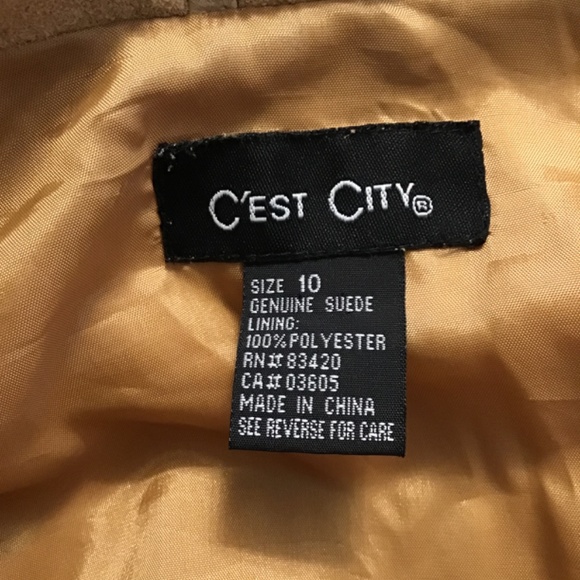 C'EST CITY®
SIZE 10
GENUINE SUEDE
LINING:
100% POLYESTER
RN# 83420
CA# 03605
MADE IN CHINA
SEE REVERSE FOR CARE